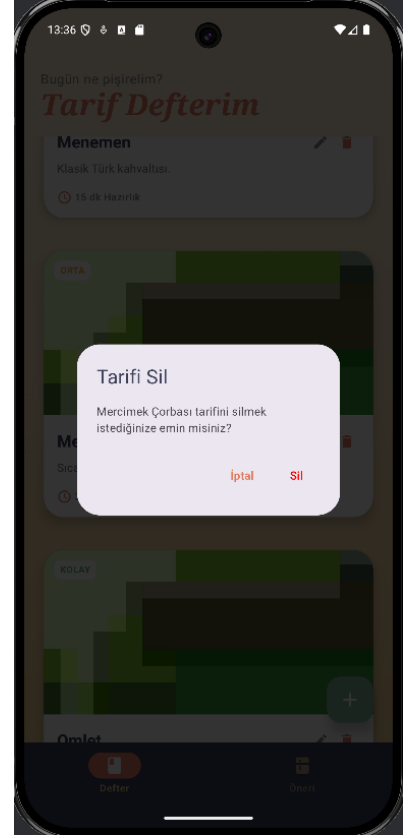 13:36
Bugün ne pişirelim?
Tarif Defterim
Menemen
Klasik Türk kahvaltısı.
15 dk Hazırlık
ORTA
Tarifi Sil
Mercimek Çorbası tarifini silmek
istediğinize emin misiniz?
İptal Sil
KOLAY
Omlet
Defter
Öneri